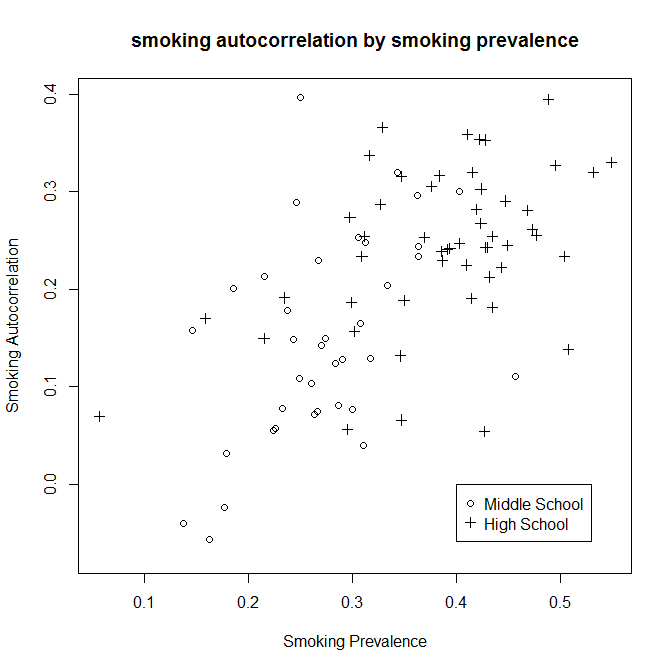 smoking autocorrelation by smoking prevalence
Smoking Autocorrelation
0.4
0.3
0.2
0.1
0.0
Middle School
High School
0.1 0.2 0.3 0.4 0.5
Smoking Prevalence